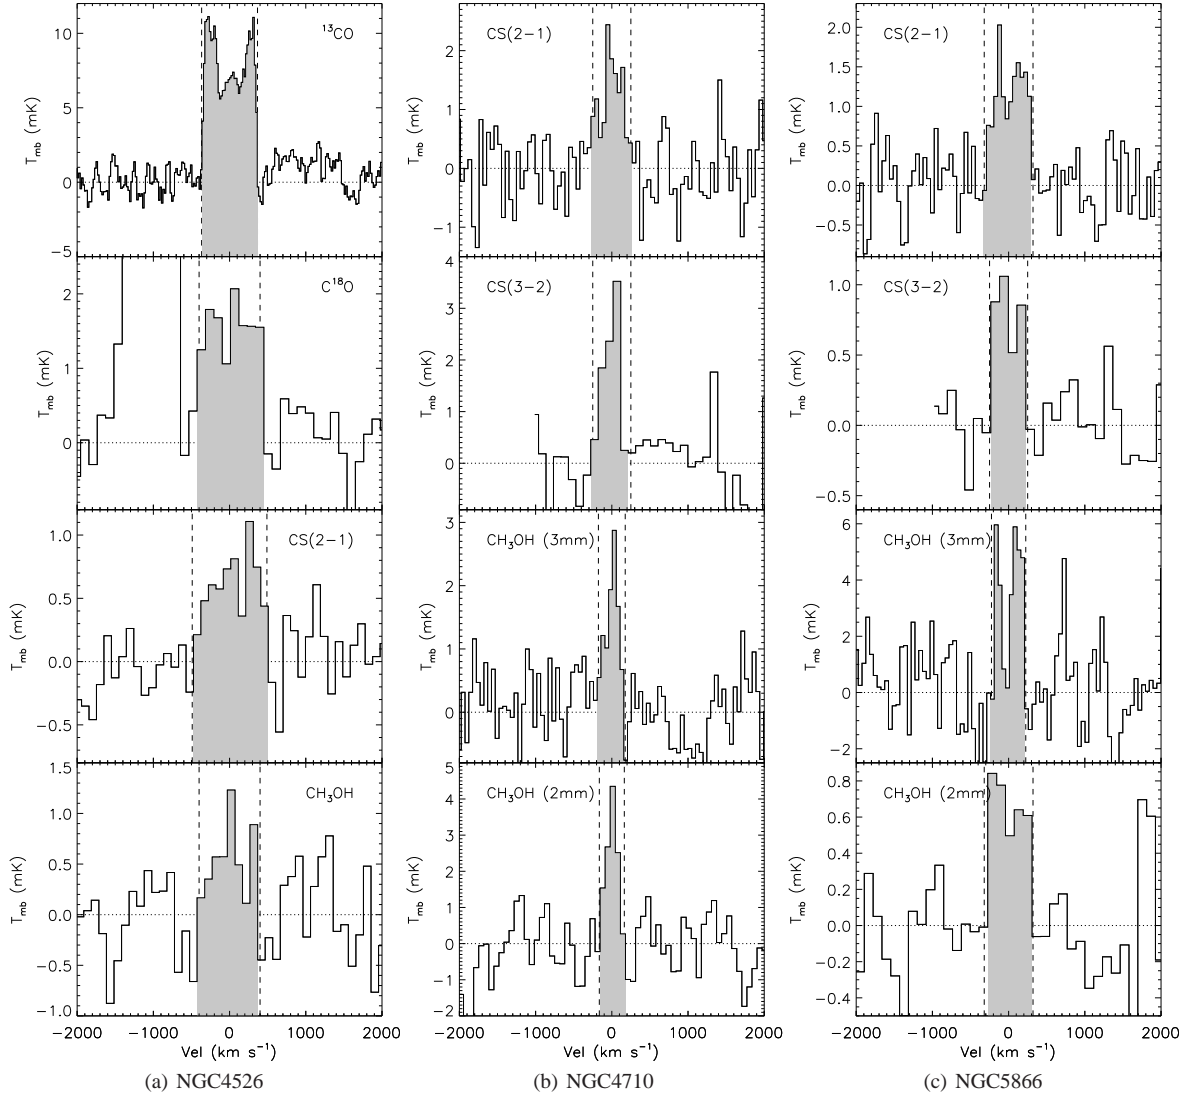 ¹³CO
CS(2−1)
CS(2−1)
10
5
0
−5
T_mb (mK)
2
1
0
−1
T_mb (mK)
2.0
1.5
1.0
0.5
0.0
−0.5
T_mb (mK)
C¹⁸O
CS(3−2)
CS(3−2)
2
1
0
T_mb (mK)
4
3
2
1
0
T_mb (mK)
1.0
0.5
0.0
−0.5
T_mb (mK)
CS(2−1)
CH₃OH (3mm)
CH₃OH (3mm)
1.0
0.5
0.0
−0.5
T_mb (mK)
3
2
1
0
T_mb (mK)
6
4
2
0
−2
T_mb (mK)
CH₃OH
CH₃OH (2mm)
CH₃OH (2mm)
1.5
1.0
0.5
0.0
−0.5
−1.0
T_mb (mK)
5
4
3
2
1
0
−1
−2
T_mb (mK)
0.8
0.6
0.4
0.2
0.0
−0.2
−0.4
T_mb (mK)
−2000 −1000 0 1000 2000
−2000 −1000 0 1000 2000
−2000 −1000 0 1000 2000
Vel (km s⁻¹)
Vel (km s⁻¹)
Vel (km s⁻¹)
(a) NGC4526
(b) NGC4710
(c) NGC5866